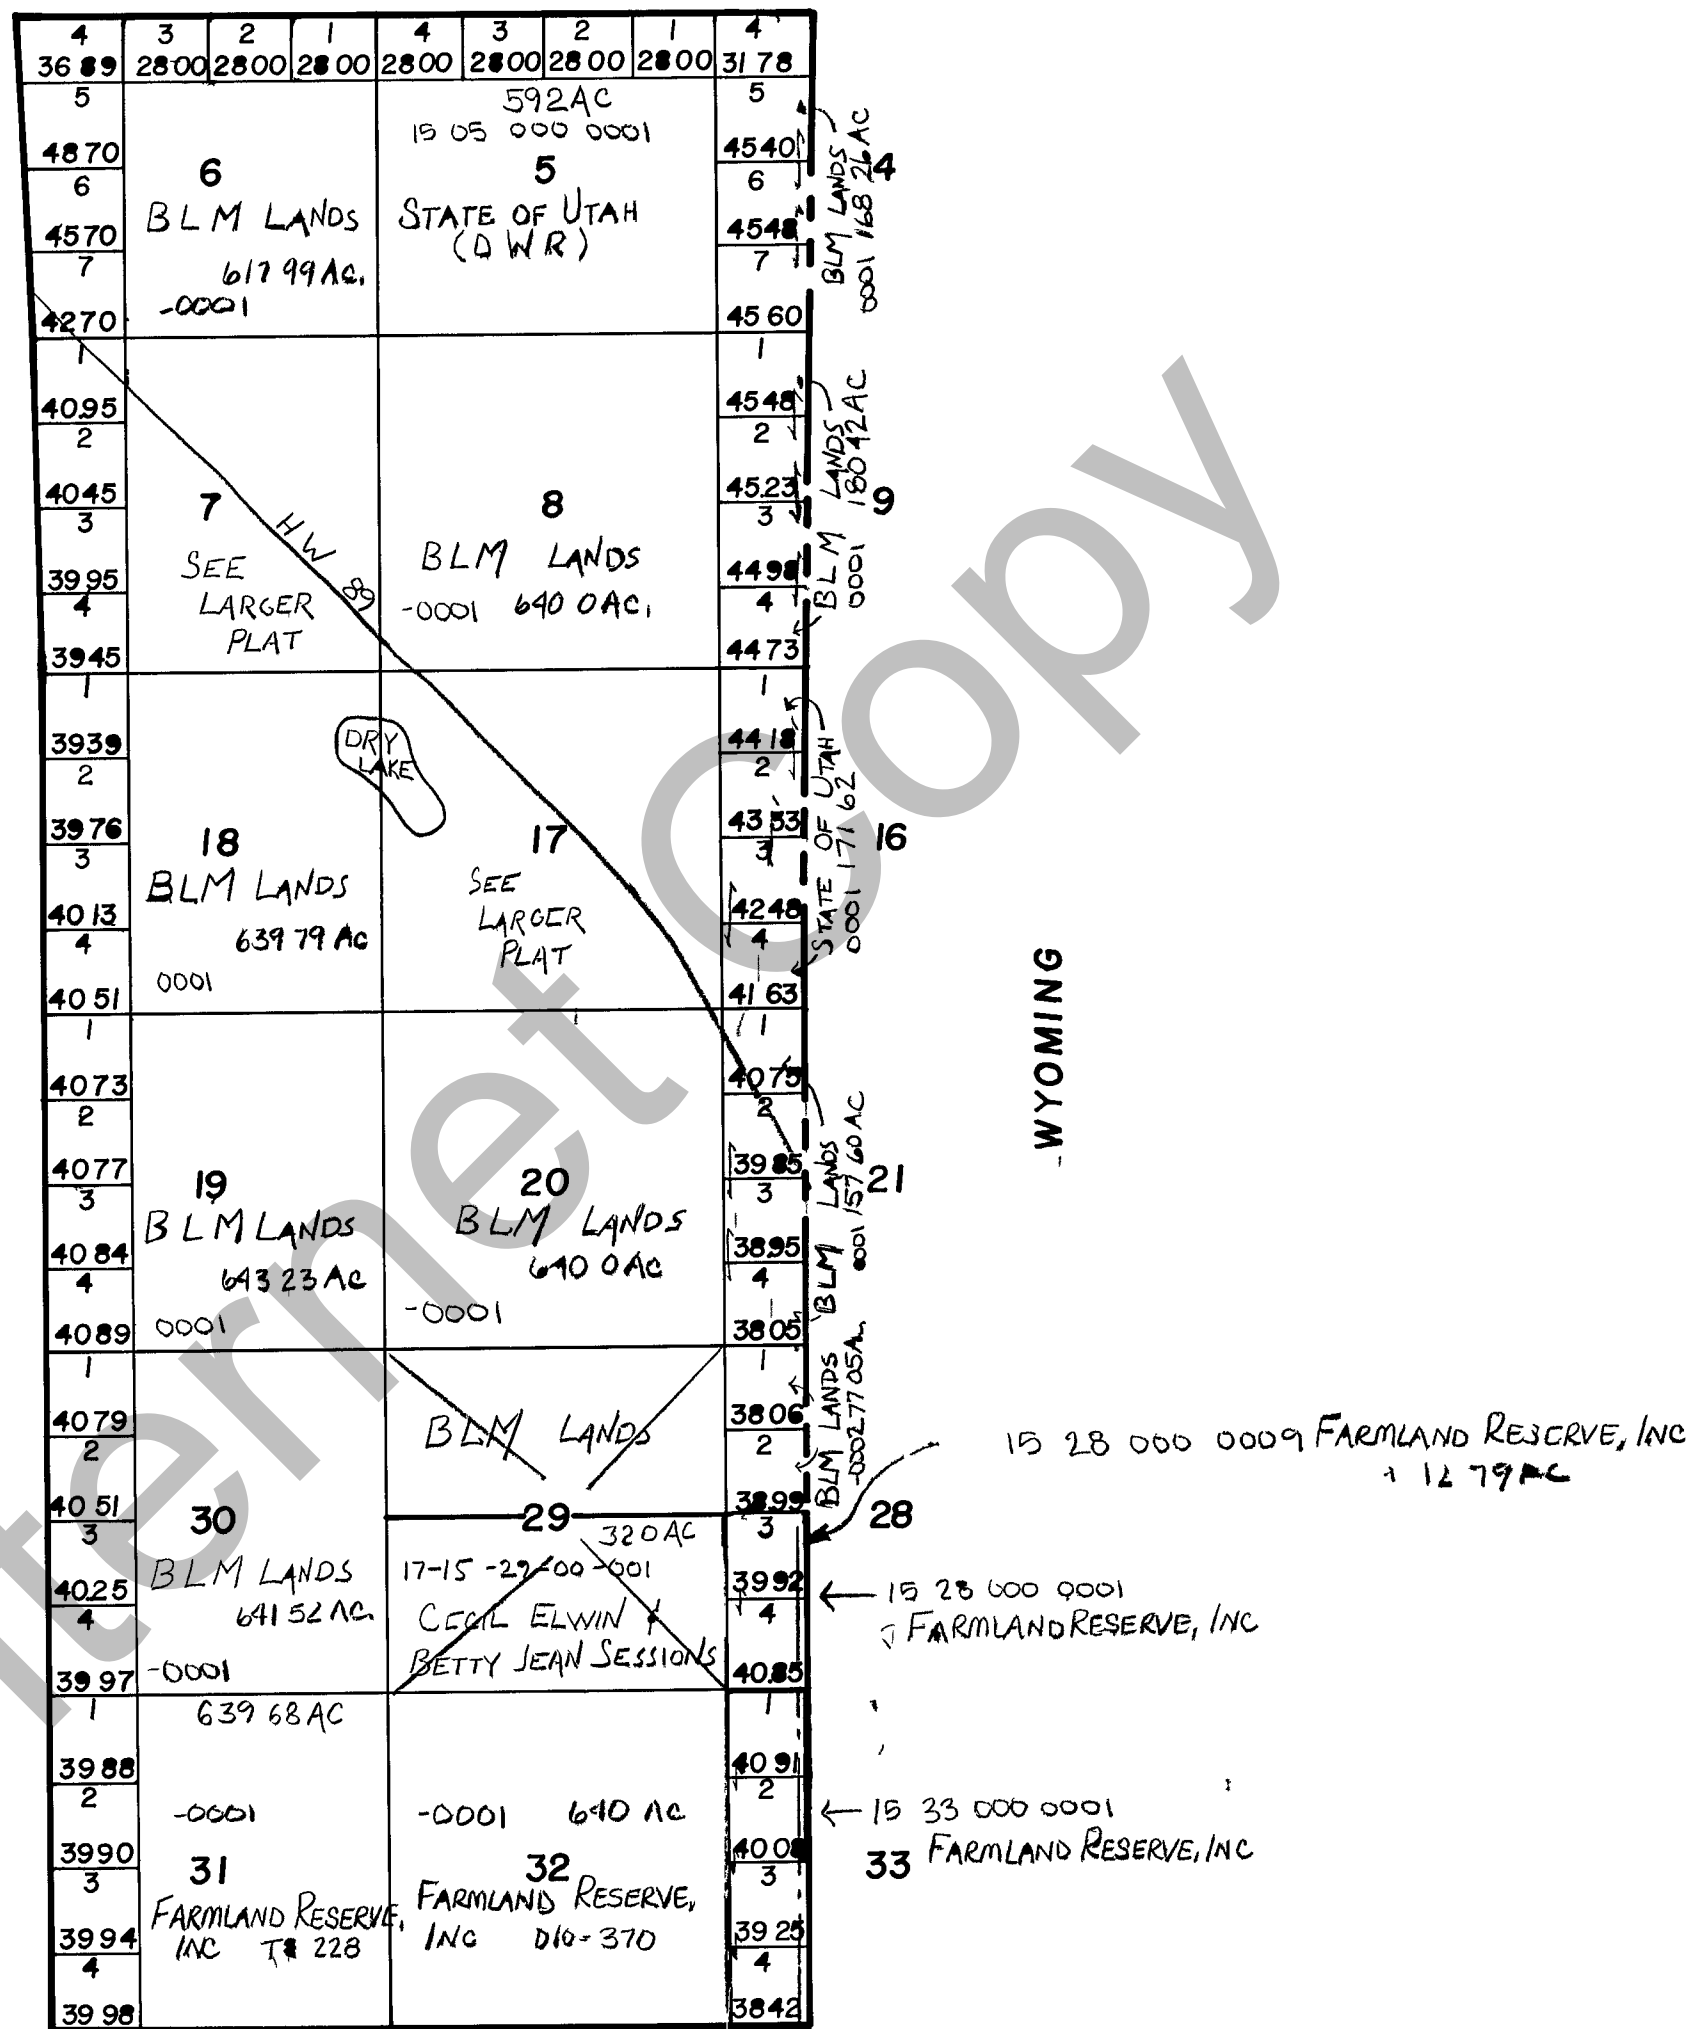 4 3 2 1 4 3 2 1 4
36 89 28 00 28 00 28 00 28 00 28 00 28 00 28 00 31 78
5
48 70
6
45 70
7
42 70
6
BLM LANDS
617 99 AC.
-0001
592 AC
15 05 000 0001
5
STATE OF UTAH
(DWR)
5
45 40
6
45 48
7
45 60
BLM LANDS
0001 168 26 AC
4
1
40.95
2
40 45
3
39 95
4
39 45
7
SEE
LARGER
PLAT
HW 89
8
BLM LANDS
-0001 640 0 AC.
1
45 48
2
45.23
3
44 98
4
44 73
BLM LANDS
0001 180 42 AC
9
1
39 39
2
39 76
3
40 13
4
40 51
DRY
LAKE
18
BLM LANDS
639 79 AC
0001
17
SEE
LARGER
PLAT
1
44 18
2
43 53
3
42 48
4
41 63
STATE OF UTAH
0001 171 62
16
WYOMING
1
40 73
2
40 77
3
40 84
4
40 89
19
BLM LANDS
643 23 AC
0001
20
BLM LANDS
640 0 AC
-0001
1
40 75
2
39 85
3
38.95
4
38 05
BLM LANDS
0001 157 60 AC
21
1
40 79
2
40 51
3
40.25
4
39 97
30
BLM LANDS
641 52 AC.
-0001
BLM LANDS
29
320 AC
17-15-29-00-001
CECIL ELWIN &
BETTY JEAN SESSIONS
1
38 06
2
38.99
3
39 92
4
40.85
BLM LANDS
-0002 77 05 AC.
28
15 28 000 0009 FARMLAND RESERVE, INC
79 AC
15 28 000 0001
FARMLAND RESERVE, INC
1
39 88
2
39 90
3
39 94
4
39 98
639 68 AC
-0001
31
FARMLAND RESERVE,
INC 228
-0001 640 AC
32
FARMLAND RESERVE,
INC D10-370
1
40 91
2
40 08
3
39 25
4
38 42
15 33 000 0001
33 FARMLAND RESERVE, INC
Internet Copy